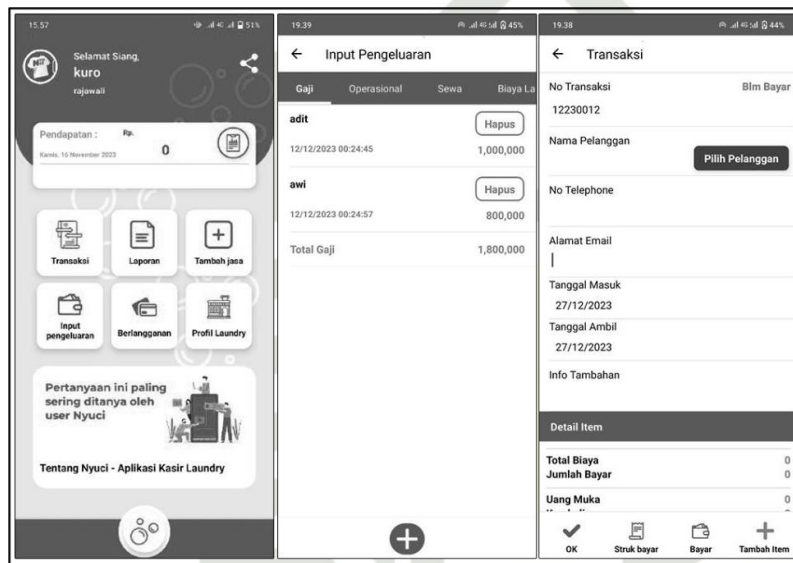 15.57
51%
Selamat Siang,
kuro
rajowali
Pendapatan : Rp.
Kamis, 16 November 2023 0
Transaksi Laporan Tambah jasa
Input pengeluaran Berlangganan Profil Laundry
Pertanyaan ini paling
sering ditanya oleh
user Nyuci
Tentang Nyuci - Aplikasi Kasir Laundry
19.39 45%
Input Pengeluaran
Gaji Operasional Sewa Biaya La
adit Hapus
12/12/2023 00:24:45 1,000,000
awi Hapus
12/12/2023 00:24:57 800,000
Total Gaji 1,800,000
19.38 44%
Transaksi
No Transaksi Blm Bayar
12230012
Nama Pelanggan
Pilih Pelanggan
No Telephone
Alamat Email
Tanggal Masuk
27/12/2023
Tanggal Ambil
27/12/2023
Info Tambahan
Detail Item
Total Biaya 0
Jumlah Bayar 0
Uang Muka 0
OK Struk bayar Bayar Tambah Item